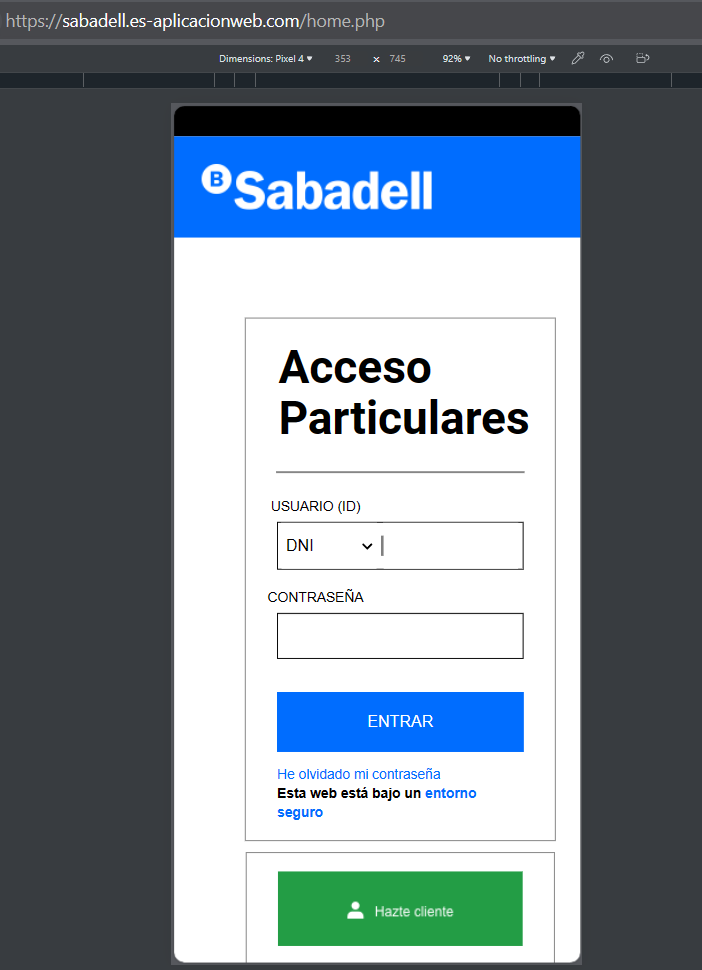 https://sabadell.es-aplicacionweb.com/home.php
Dimensions: Pixel 4 353 × 745 92% No throttling
B Sabadell
Acceso
Particulares
USUARIO (ID)
DNI
CONTRASEÑA
ENTRAR
He olvidado mi contraseña
Esta web está bajo un entorno
seguro
Hazte cliente